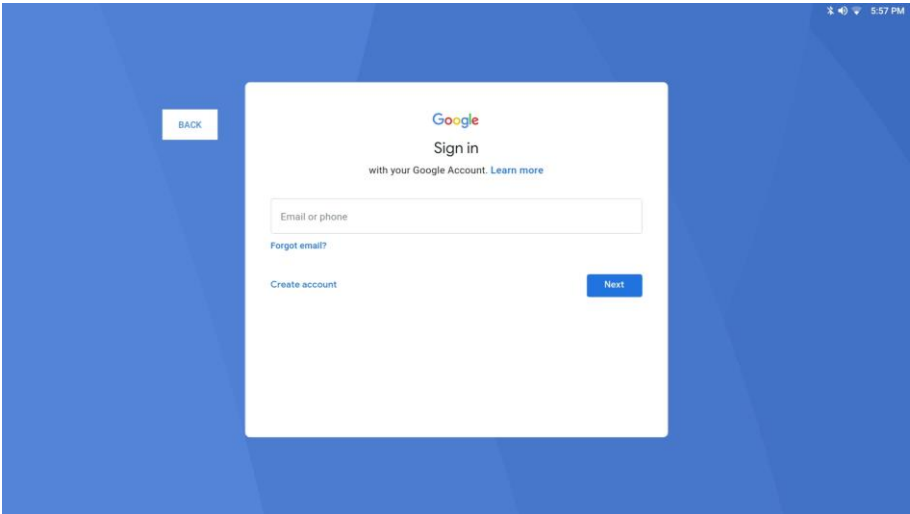 5:57 PM
BACK
Google
Sign in
with your Google Account. Learn more
Email or phone
Forgot email?
Create account
Next